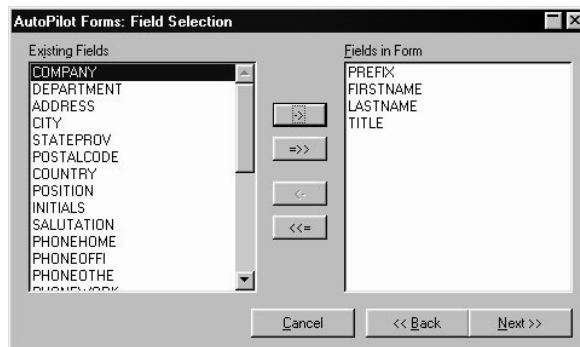 AutoPilot Forms: Field Selection
Existing Fields
COMPANY
DEPARTMENT
ADDRESS
CITY
STATEPROV
POSTALCODE
COUNTRY
POSITION
INITIALS
SALUTATION
PHONEHOME
PHONEOFFI
PHONEOTHE
PHONEWORK
->
=>>
<-
<<=
Fields in Form
PREFIX
FIRSTNAME
LASTNAME
TITLE
Cancel
<< Back
Next >>